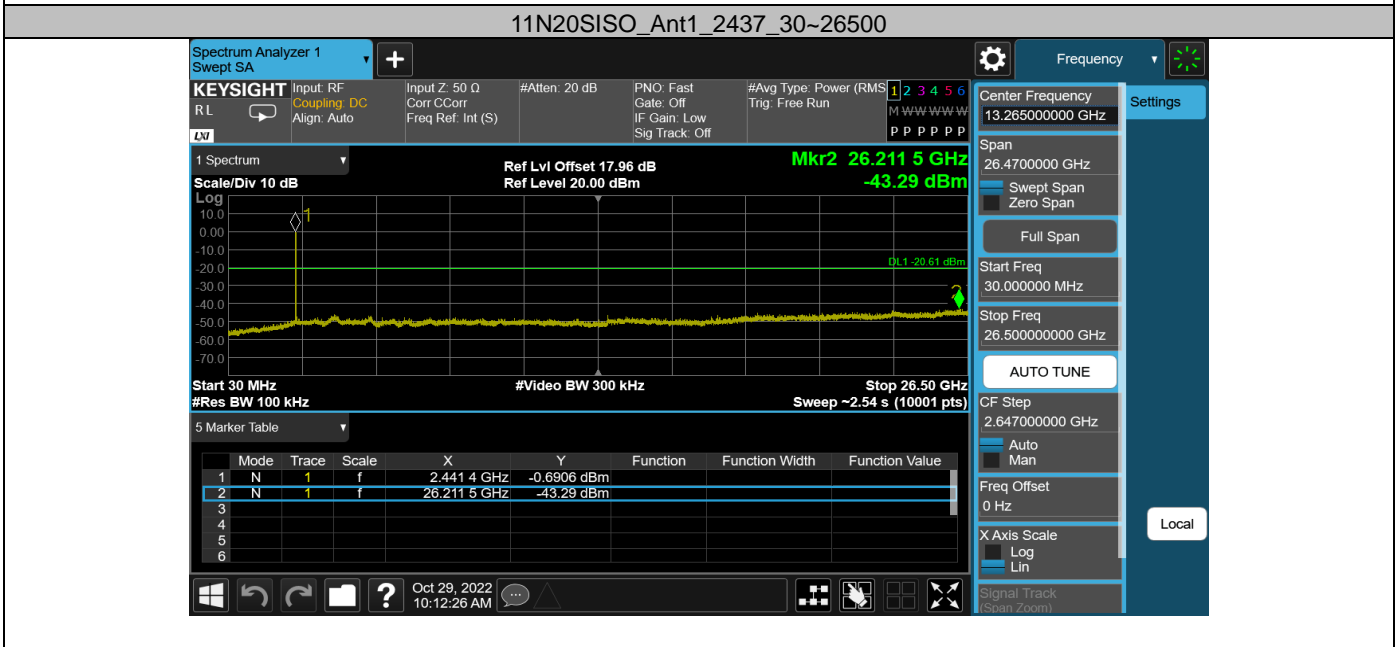 11N20SISO_Ant1_2437_30~26500
Spectrum Analyzer 1
Swept SA
+
Frequency
KEYSIGHT
RL
LXI
Input: RF
Coupling: DC
Align: Auto
Input Z: 50 Ω
Corr CCorr
Freq Ref: Int (S)
#Atten: 20 dB
PNO: Fast
Gate: Off
IF Gain: Low
Sig Track: Off
#Avg Type: Power (RMS
Trig: Free Run
1 2 3 4 5 6
M W W W W W
P P P P P P
1 Spectrum
Scale/Div 10 dB
Ref Lvl Offset 17.96 dB
Ref Level 20.00 dBm
Mkr2 26.211 5 GHz
-43.29 dBm
Log
10.0
0.00
-10.0
-20.0
-30.0
-40.0
-50.0
-60.0
-70.0
1
DL1 -20.61 dBm
2
Start 30 MHz
#Video BW 300 kHz
Stop 26.50 GHz
#Res BW 100 kHz
Sweep ~2.54 s (10001 pts)
5 Marker Table
Mode Trace Scale X Y Function Function Width Function Value
1 N 1 f 2.441 4 GHz -0.6906 dBm
2 N 1 f 26.211 5 GHz -43.29 dBm
3
4
5
6
?
Oct 29, 2022
10:12:26 AM
Center Frequency
13.265000000 GHz
Settings
Span
26.4700000 GHz
Swept Span
Zero Span
Full Span
Start Freq
30.000000 MHz
Stop Freq
26.500000000 GHz
AUTO TUNE
CF Step
2.647000000 GHz
Auto
Man
Freq Offset
0 Hz
Local
X Axis Scale
Log
Lin
Signal Track
(Span Zoom)